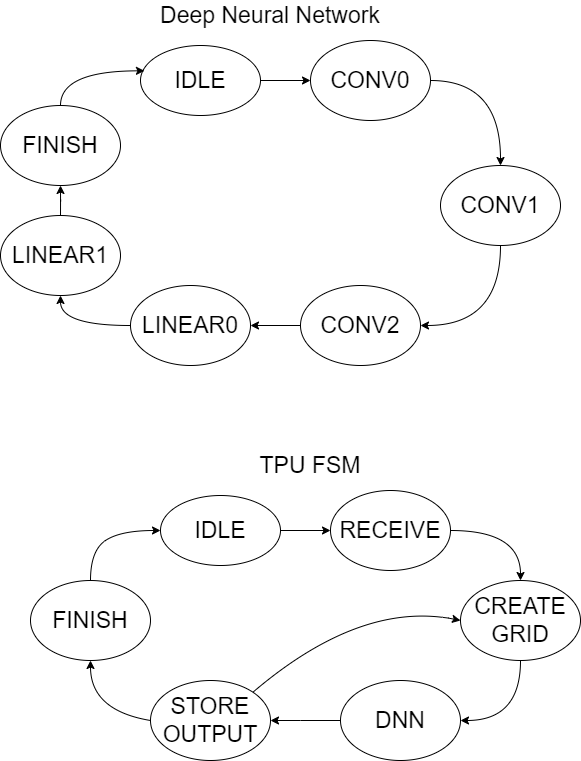 Deep Neural Network
IDLE
CONV0
FINISH
CONV1
LINEAR1
LINEAR0
CONV2
TPU FSM
IDLE
RECEIVE
FINISH
CREATE
GRID
STORE
OUTPUT
DNN